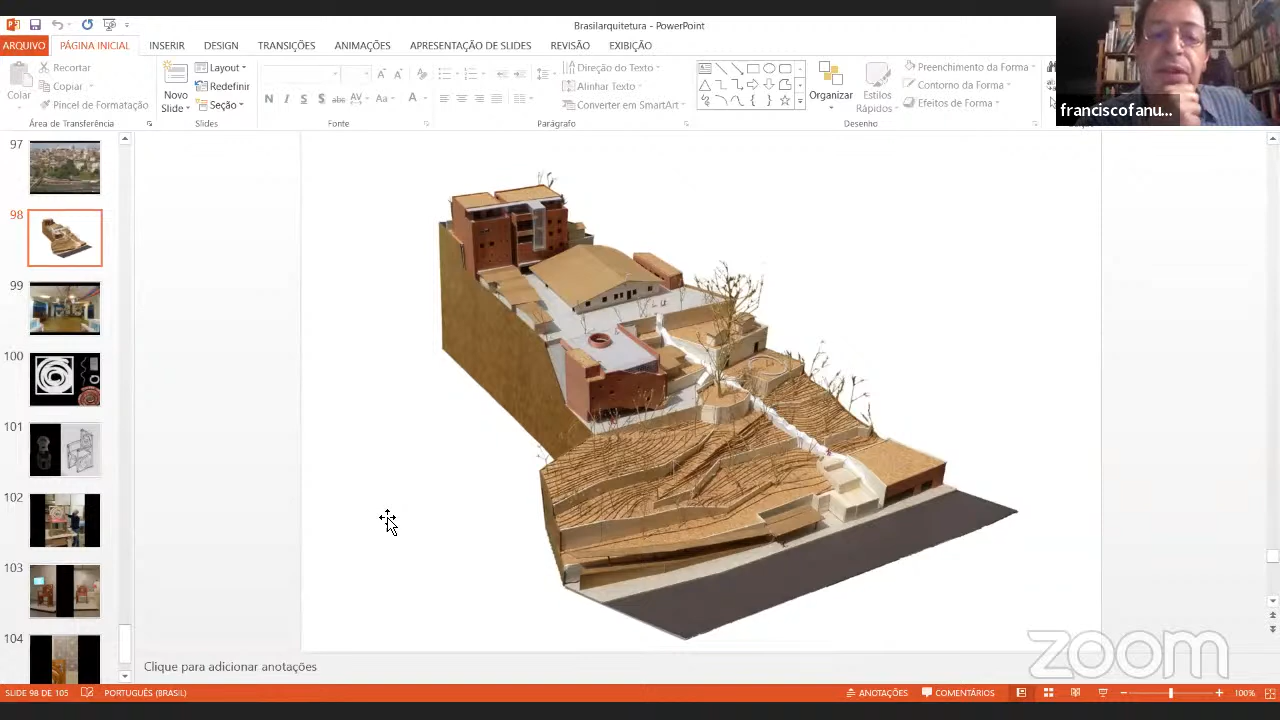 Brasilarquitetura - PowerPoint
ARQUIVO PÁGINA INICIAL INSERIR DESIGN TRANSIÇÕES ANIMAÇÕES APRESENTAÇÃO DE SLIDES REVISÃO EXIBIÇÃO
Colar
Recortar
Copiar
Pincel de Formatação
Área de Transferência
Novo
Slide
Layout
Redefinir
Seção
Slides
N I S S abc AV Aa A
Fonte
Direção do Texto
Alinhar Texto
Converter em SmartArt
Parágrafo
Organizar
Estilos
Rápidos
Preenchimento da Forma
Contorno da Forma
Efeitos de Forma
Desenho
franciscofanu...
97
98
99
100
101
102
103
104
Clique para adicionar anotações
zoom
SLIDE 98 DE 105 PORTUGUÊS (BRASIL) ANOTAÇÕES COMENTÁRIOS 100%